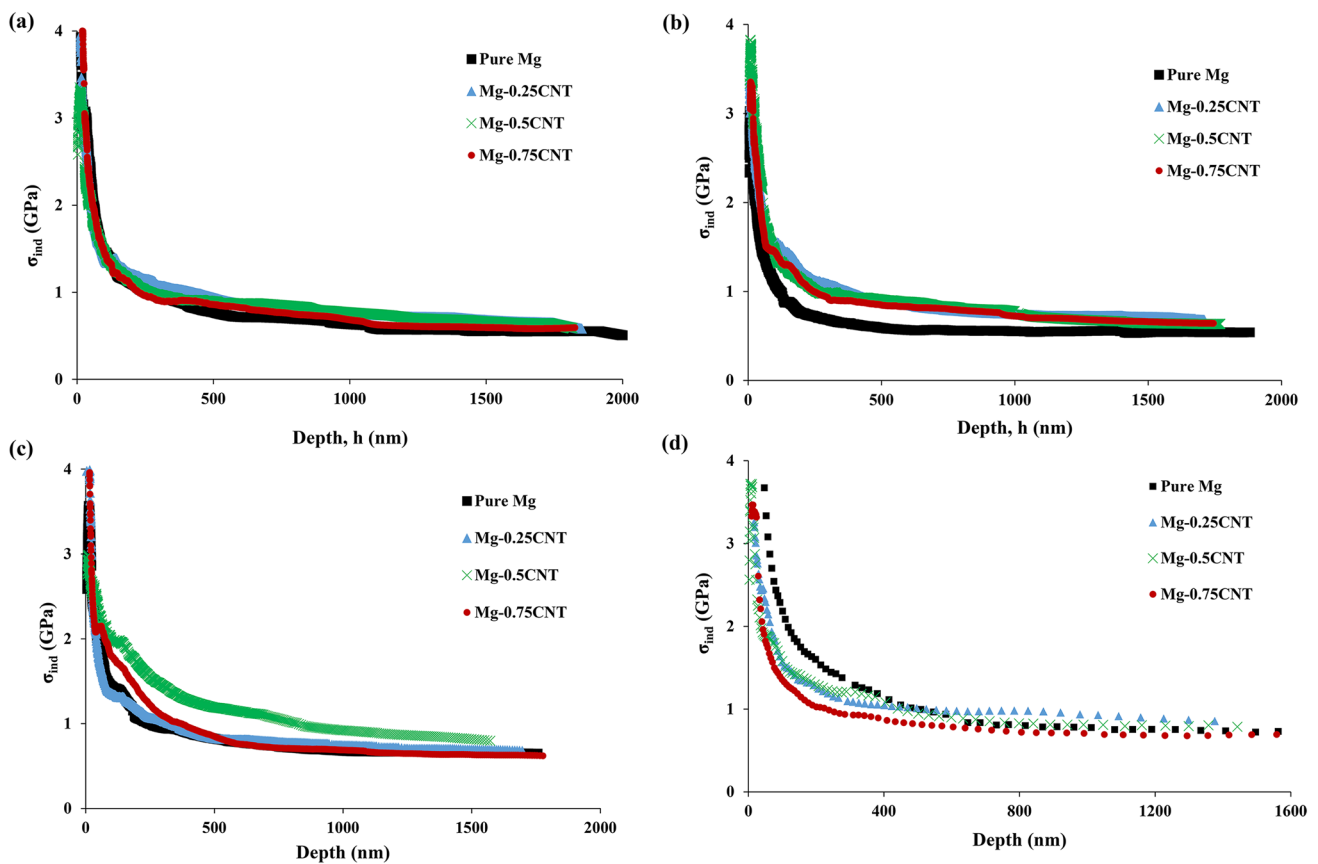 (a)
4
3
2
1
0
σind (GPa)
Pure Mg
Mg-0.25CNT
Mg-0.5CNT
Mg-0.75CNT
0 500 1000 1500 2000
Depth, h (nm)
(b)
4
3
2
1
0
σind (GPa)
Pure Mg
Mg-0.25CNT
Mg-0.5CNT
Mg-0.75CNT
0 500 1000 1500 2000
Depth, h (nm)
(c)
4
3
2
1
0
σind (GPa)
Pure Mg
Mg-0.25CNT
Mg-0.5CNT
Mg-0.75CNT
0 500 1000 1500 2000
Depth (nm)
(d)
4
3
2
1
0
σind (GPa)
Pure Mg
Mg-0.25CNT
Mg-0.5CNT
Mg-0.75CNT
0 400 800 1200 1600
Depth (nm)